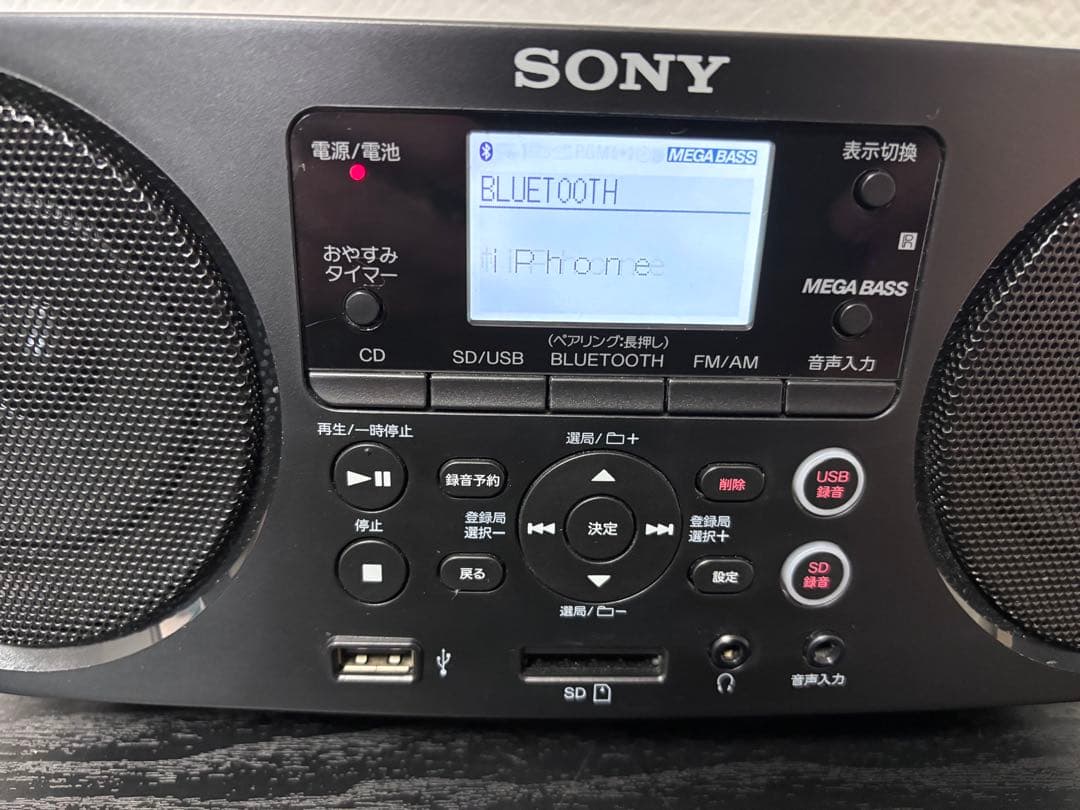 SONY
電源/電池
MEGA BASS
表示切換
BLUETOOTH
おやすみ
タイマー
iPhone
MEGA BASS
(ペアリング:長押し)
CD
SD/USB
BLUETOOTH
FM/AM
音声入力
再生/一時停止
選局/
+
録音予約
削除
USB
録音
停止
登録局
選択-
決定
登録局
選択+
戻る
設定
SD
録音
選局/
-
SD
音声入力